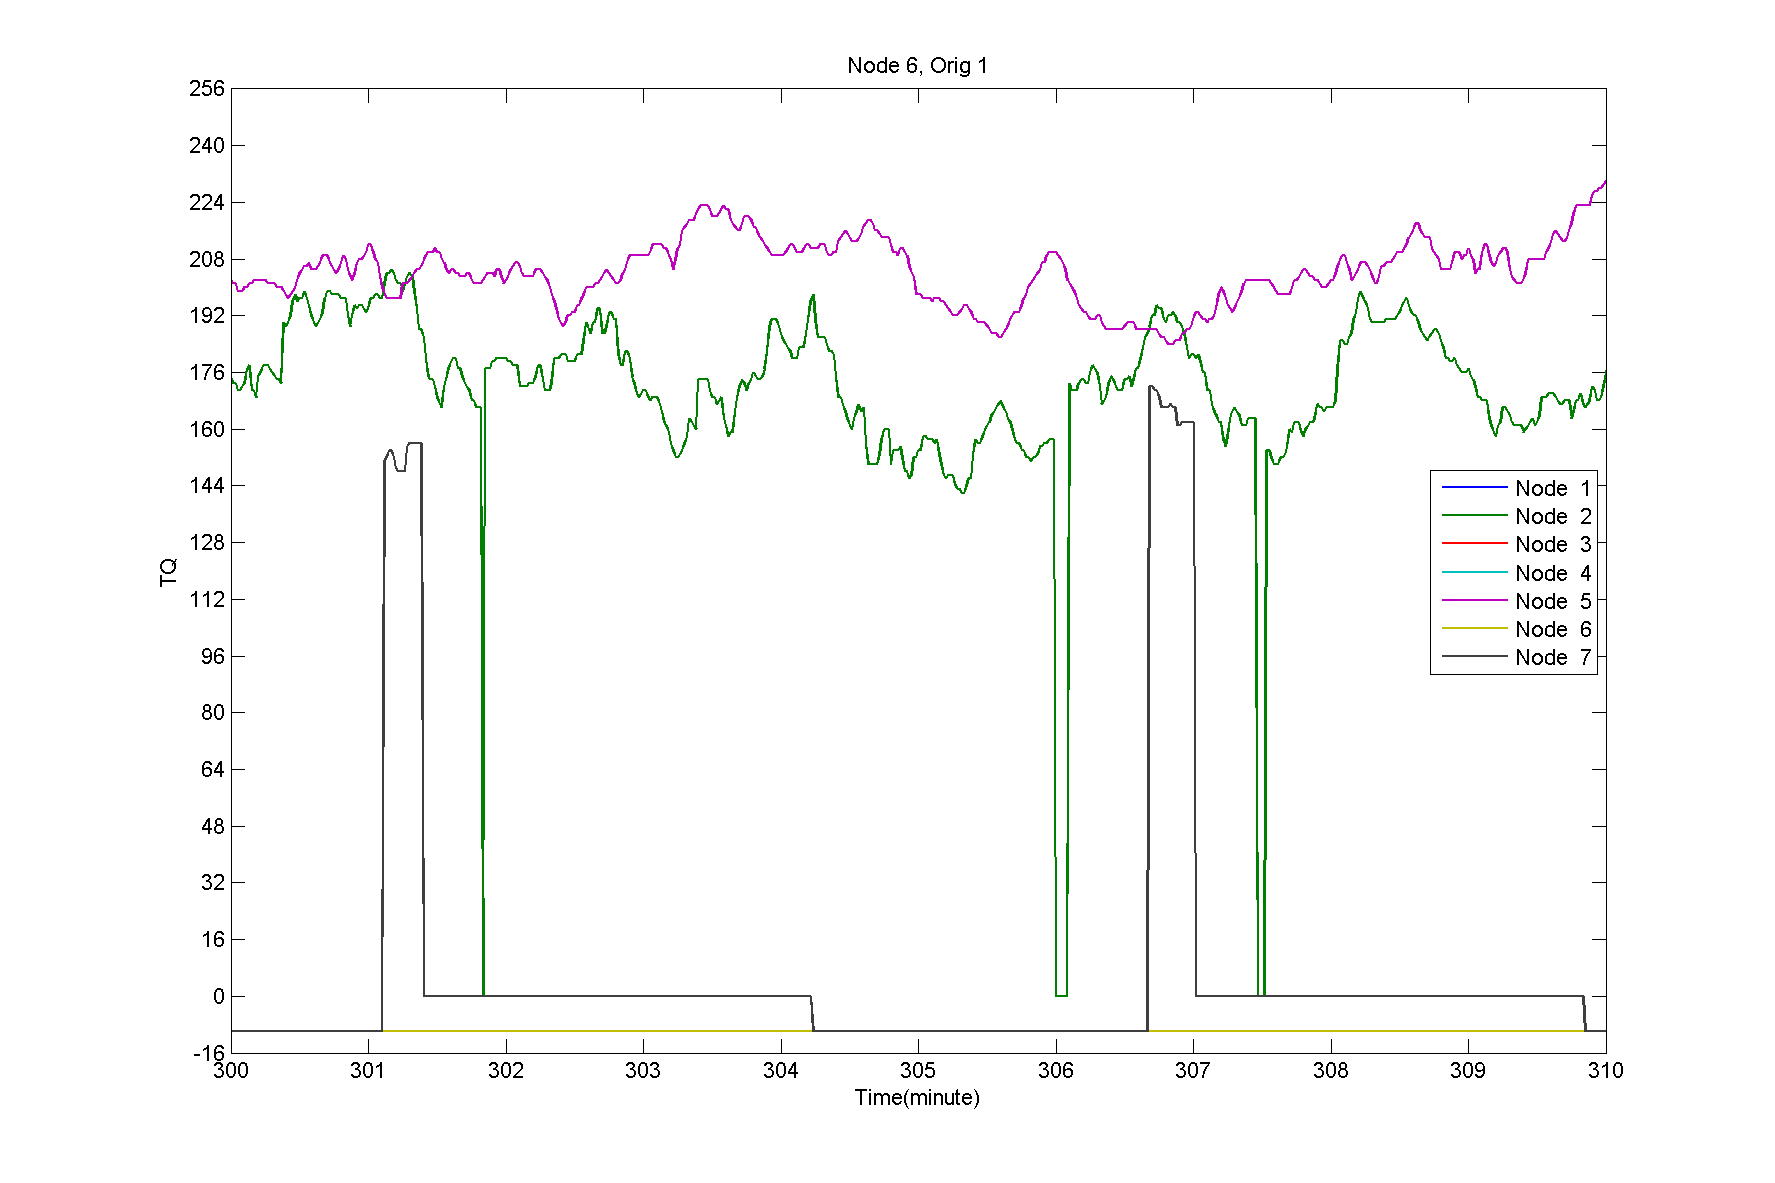 Node 6, Orig 1
256
240
224
208
192
176
160
144
128
112
96
80
64
48
32
16
0
-16
TQ
Node 1
Node 2
Node 3
Node 4
Node 5
Node 6
Node 7
300 301 302 303 304 305 306 307 308 309 310
Time(minute)